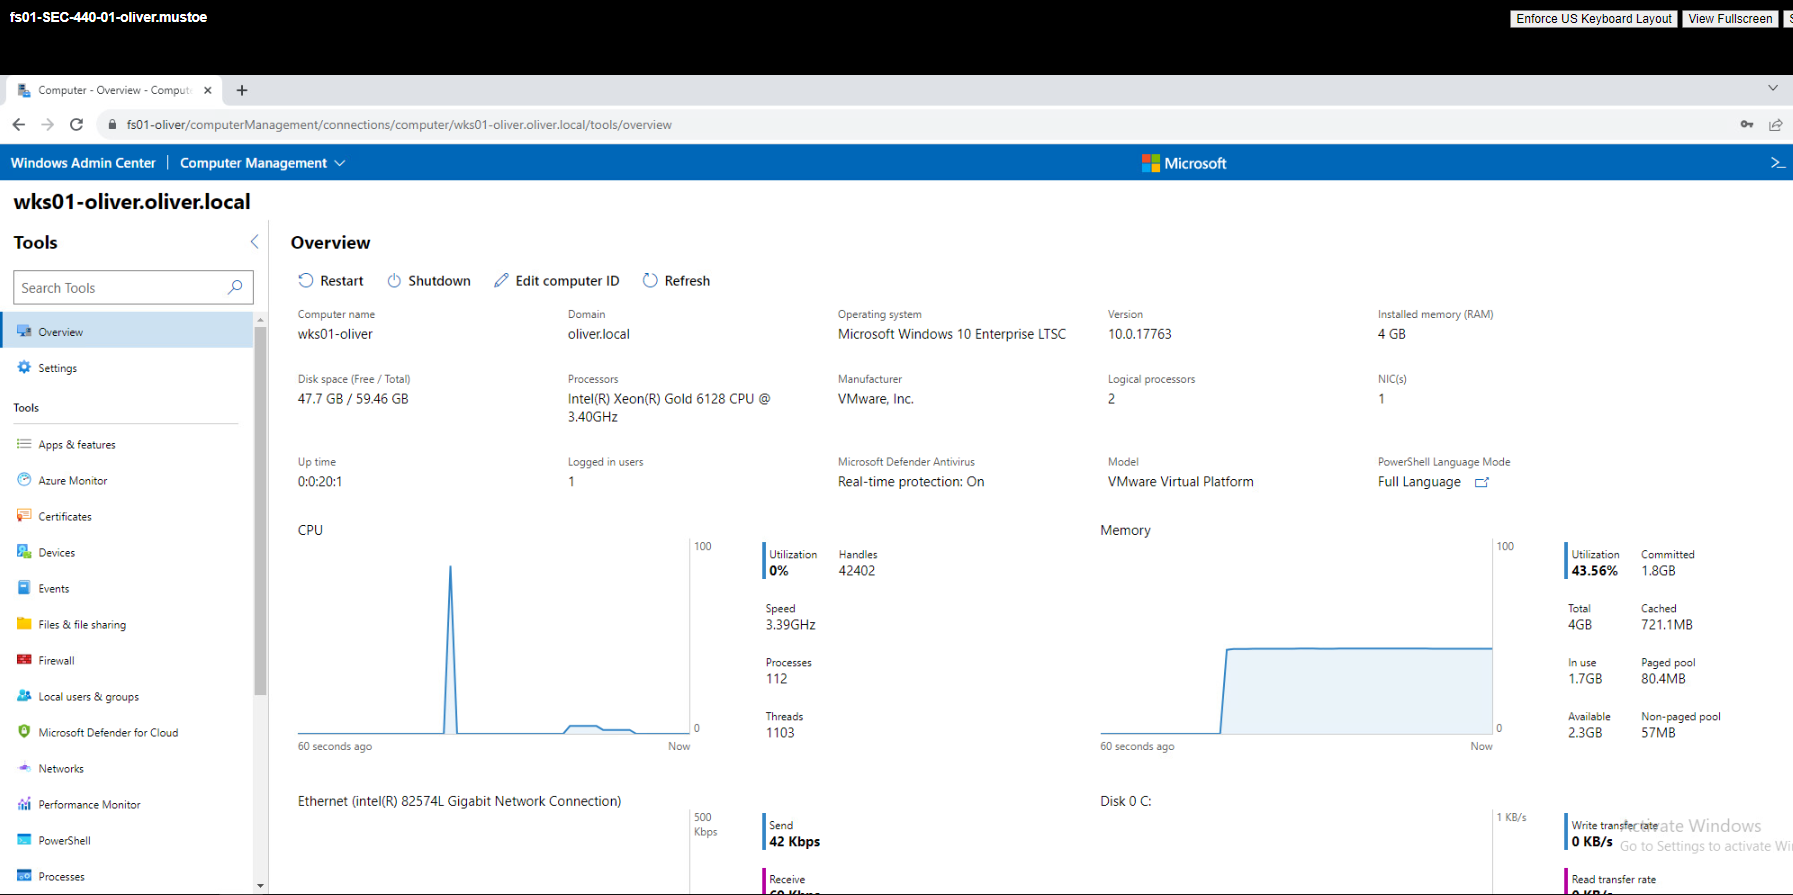 fs01-SEC-440-01-oliver.mustoe
Enforce US Keyboard Layout
View Fullscreen
Computer - Overview - Comput
fs01-oliver/computerManagement/connections/computer/wks01-oliver.oliver.local/tools/overview
Windows Admin Center
Computer Management
Microsoft
wks01-oliver.oliver.local
Tools
Search Tools
Overview
Settings
Tools
Apps & features
Azure Monitor
Certificates
Devices
Events
Files & file sharing
Firewall
Local users & groups
Microsoft Defender for Cloud
Networks
Performance Monitor
PowerShell
Processes
Overview
Restart
Shutdown
Edit computer ID
Refresh
Computer name
wks01-oliver
Domain
oliver.local
Operating system
Microsoft Windows 10 Enterprise LTSC
Version
10.0.17763
Installed memory (RAM)
4 GB
Disk space (Free / Total)
47.7 GB / 59.46 GB
Processors
Intel(R) Xeon(R) Gold 6128 CPU @
3.40GHz
Manufacturer
VMware, Inc.
Logical processors
2
NIC(s)
1
Up time
0:0:20:1
Logged in users
1
Microsoft Defender Antivirus
Real-time protection: On
Model
VMware Virtual Platform
PowerShell Language Mode
Full Language
CPU
100
0
60 seconds ago
Now
Utilization
0%
Handles
42402
Speed
3.39GHz
Processes
112
Threads
1103
Memory
100
0
60 seconds ago
Now
Utilization
43.56%
Committed
1.8GB
Total
4GB
Cached
721.1MB
In use
1.7GB
Paged pool
80.4MB
Available
2.3GB
Non-paged pool
57MB
Ethernet (intel(R) 82574L Gigabit Network Connection)
500
Kbps
Send
42 Kbps
Receive
Disk 0 C:
1 KB/s
Write transfer rate
0 KB/s
Read transfer rate
0 KB/s
Activate Windows
Go to Settings to activate Wi